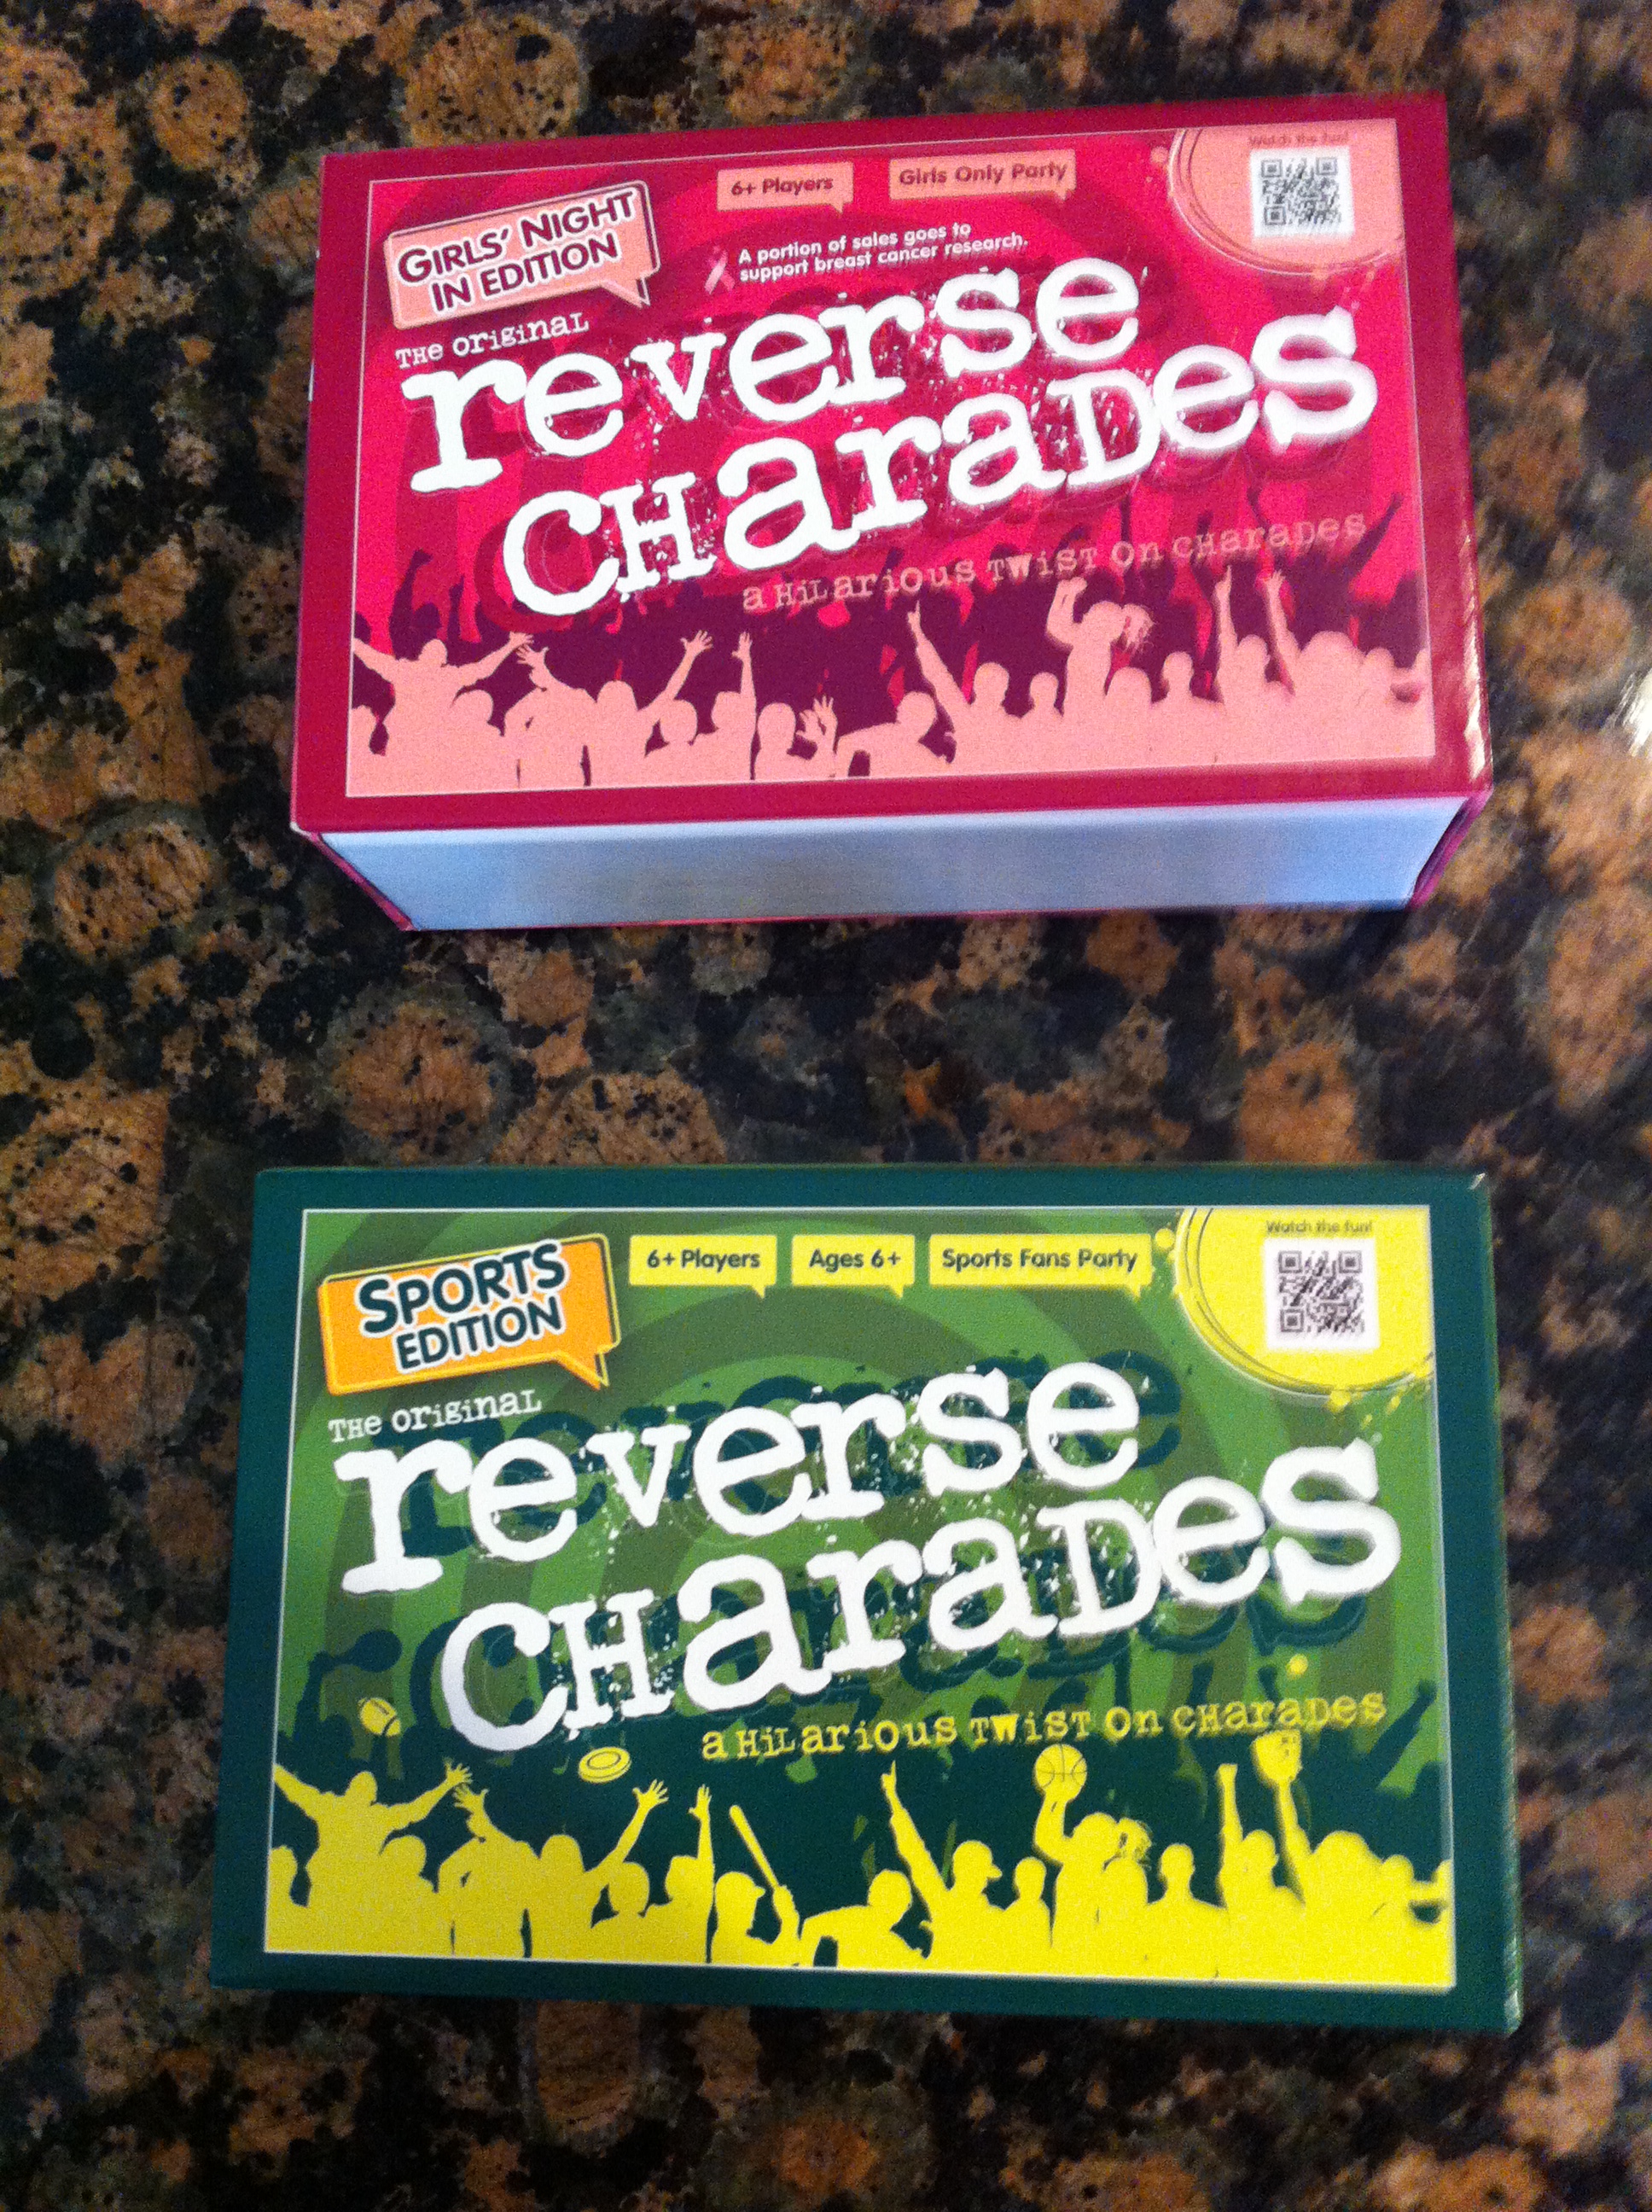 6+ Players
Girls Only Party
Watch the fun!
GIRLS' NIGHT
IN EDITION
A portion of sales goes to
support breast cancer research.
THe original
reverse
CHaraDes
a HiLarious TWiST on CHaraDes
6+ Players
Ages 6+
Sports Fans Party
Watch the fun!
SPORTS
EDITION
THe original
reverse
CHaraDes
a HiLarious TWiST on CHaraDes